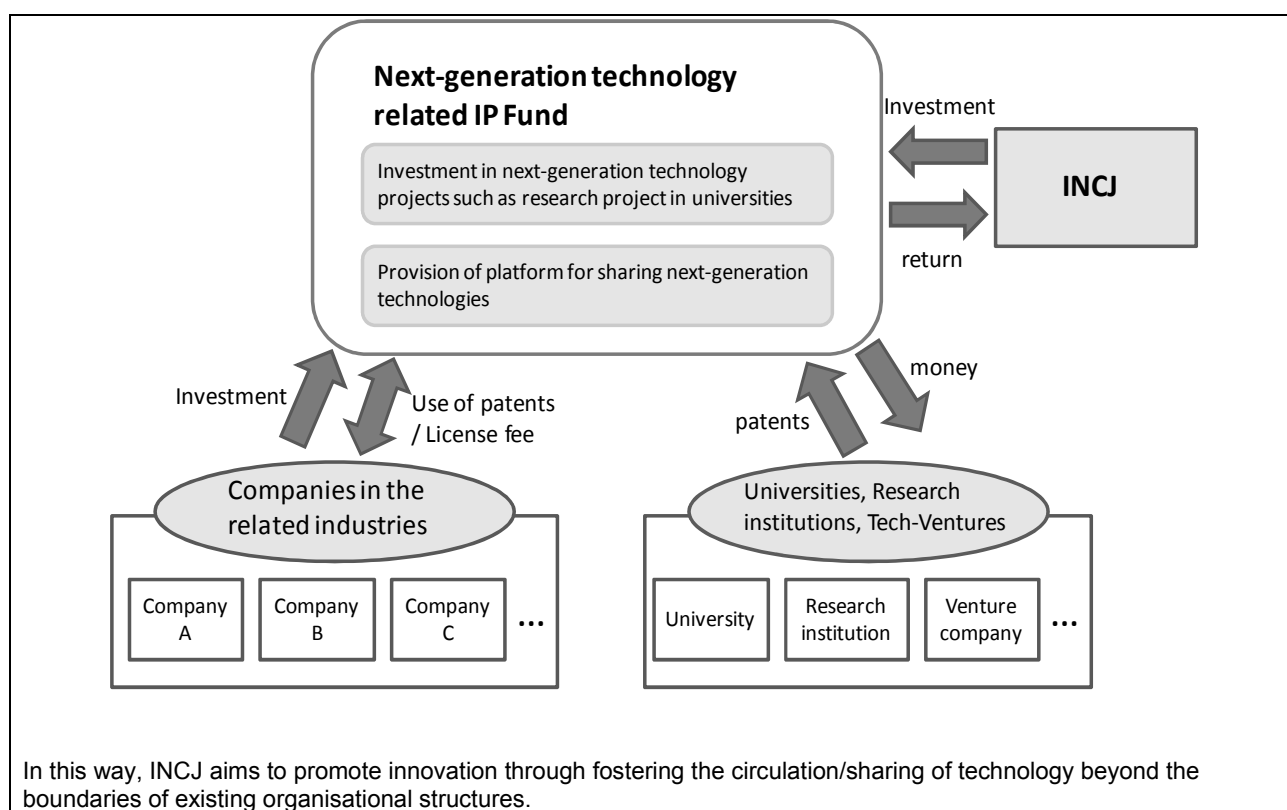 Next-generation technology
related IP Fund
Investment in next-generation technology
projects such as research project in universities
Provision of platform for sharing next-generation
technologies
Investment
INCJ
return
Investment
Use of patents
/ License fee
patents
money
Companies in the
related industries
Company
A
Company
B
Company
C
...
Universities, Research
institutions, Tech-Ventures
University
Research
institution
Venture
company
...
In this way, INCJ aims to promote innovation through fostering the circulation/sharing of technology beyond the
boundaries of existing organisational structures.